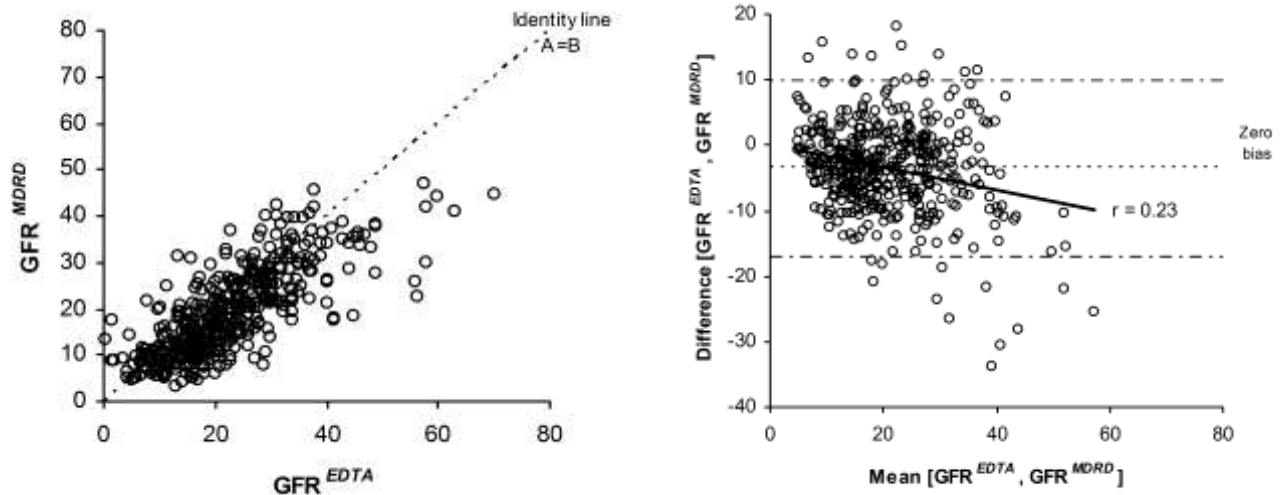 Identity line
A=B
80
70
60
50
40
30
20
10
0
GFR MDRD
0 20 40 60 80
GFR EDTA
20
10
0
-10
-20
-30
-40
Difference [GFR EDTA , GFR MDRD]
Zero
bias
r = 0.23
0 20 40 60 80
Mean [GFR EDTA , GFR MDRD]